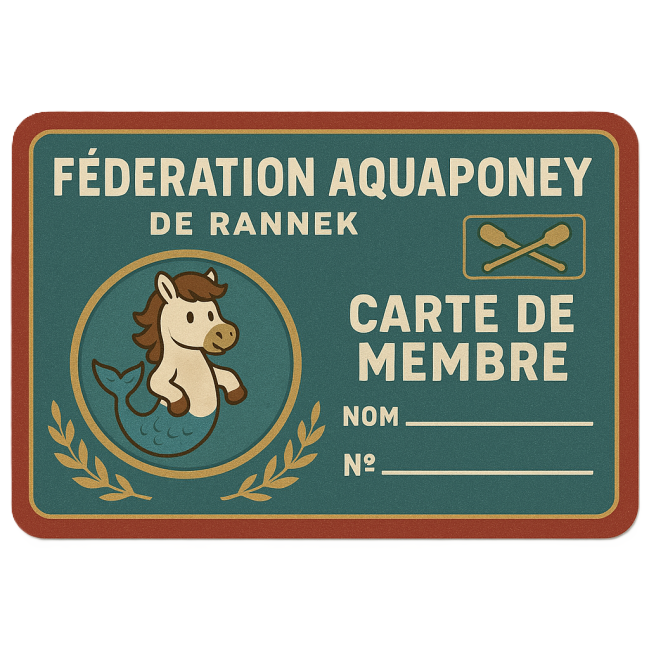 FÉDERATION AQUAPONEY
DE RANNEK
CARTE DE
MEMBRE
NOM
Nº